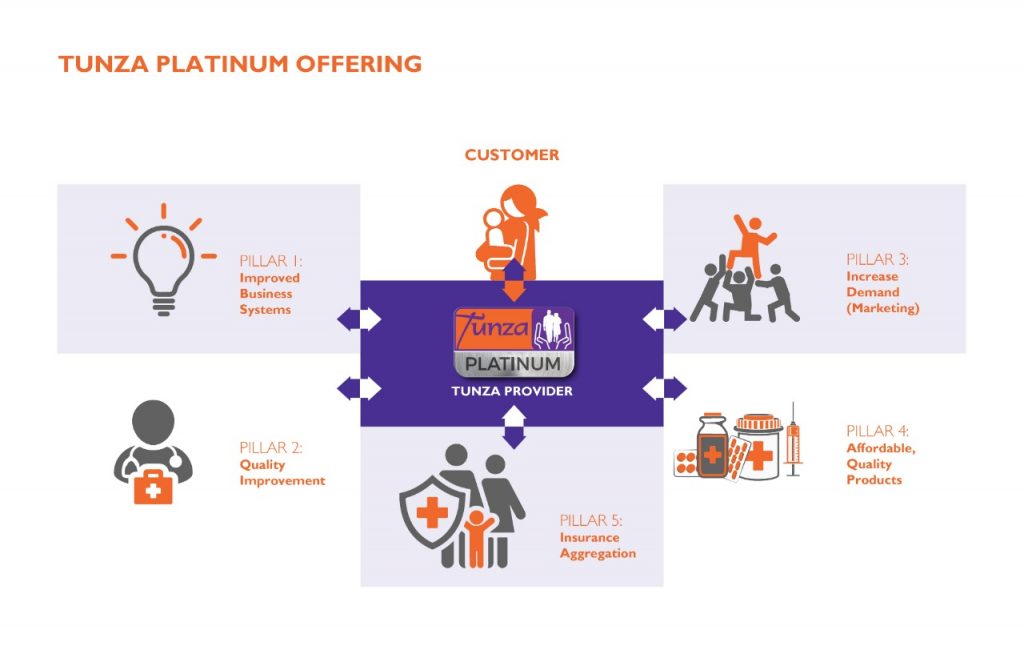 TUNZA PLATINUM OFFERING
CUSTOMER
PILLAR 1:
Improved
Business
Systems
PILLAR 3:
Increase
Demand
(Marketing)
Tunza
PLATINUM
TUNZA PROVIDER
PILLAR 2:
Quality
Improvement
PILLAR 4:
Affordable,
Quality
Products
PILLAR 5:
Insurance
Aggregation